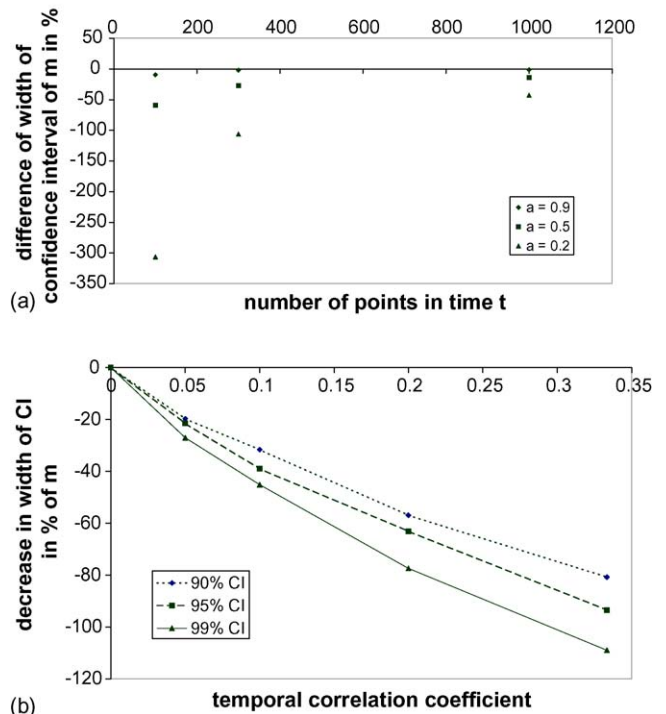 difference of width of
confidence interval of m in %
50
0
-50
-100
-150
-200
-250
-300
-350
0 200 400 600 800 1000 1200
a = 0.9
a = 0.5
a = 0.2
(a)
number of points in time t
decrease in width of CI
in % of m
0
-20
-40
-60
-80
-100
-120
0 0.05 0.1 0.15 0.2 0.25 0.3 0.35
90% CI
95% CI
99% CI
(b)
temporal correlation coefficient